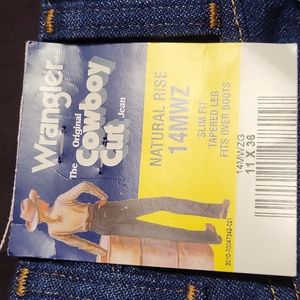 Wrangler
The Original
Cowboy
Cut Jean
NATURAL RISE
14MWZ
SLIM FIT
TAPERED LEG
FITS OVER BOOTS
14MWZG
11 X 36